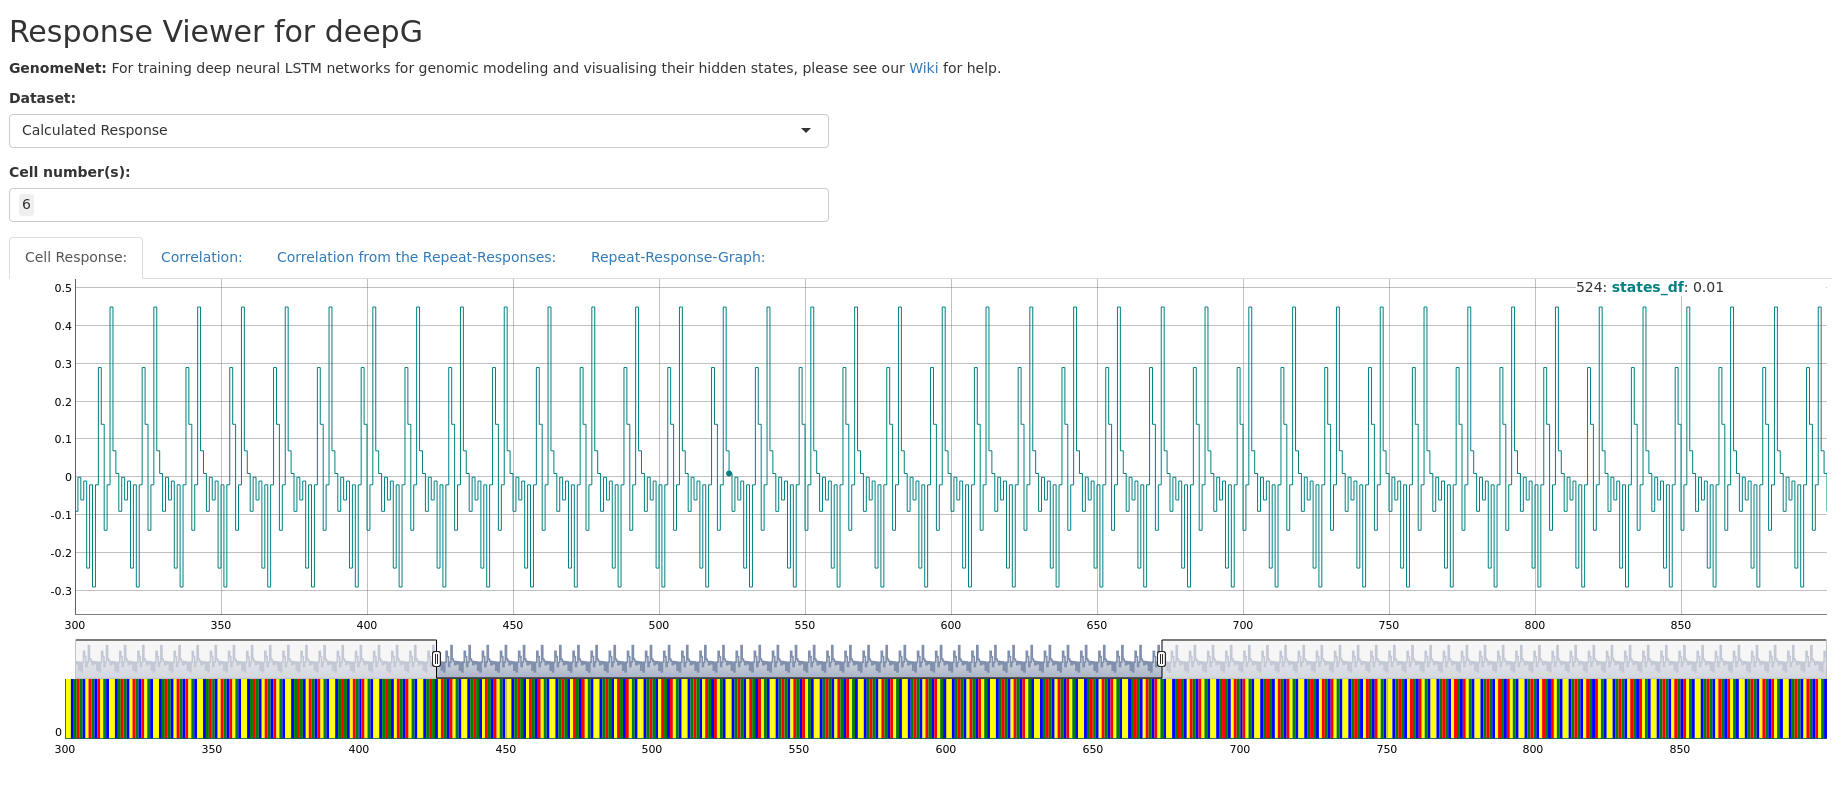 Response Viewer for deepG
GenomeNet: For training deep neural LSTM networks for genomic modeling and visualising their hidden states, please see our Wiki for help.
Dataset:
Calculated Response
Cell number(s):
6
Cell Response: Correlation: Correlation from the Repeat-Responses: Repeat-Response-Graph:
524: states_df: 0.01
0.5
0.4
0.3
0.2
0.1
0
-0.1
-0.2
-0.3
300 350 400 450 500 550 600 650 700 750 800 850
0
300 350 400 450 500 550 600 650 700 750 800 850